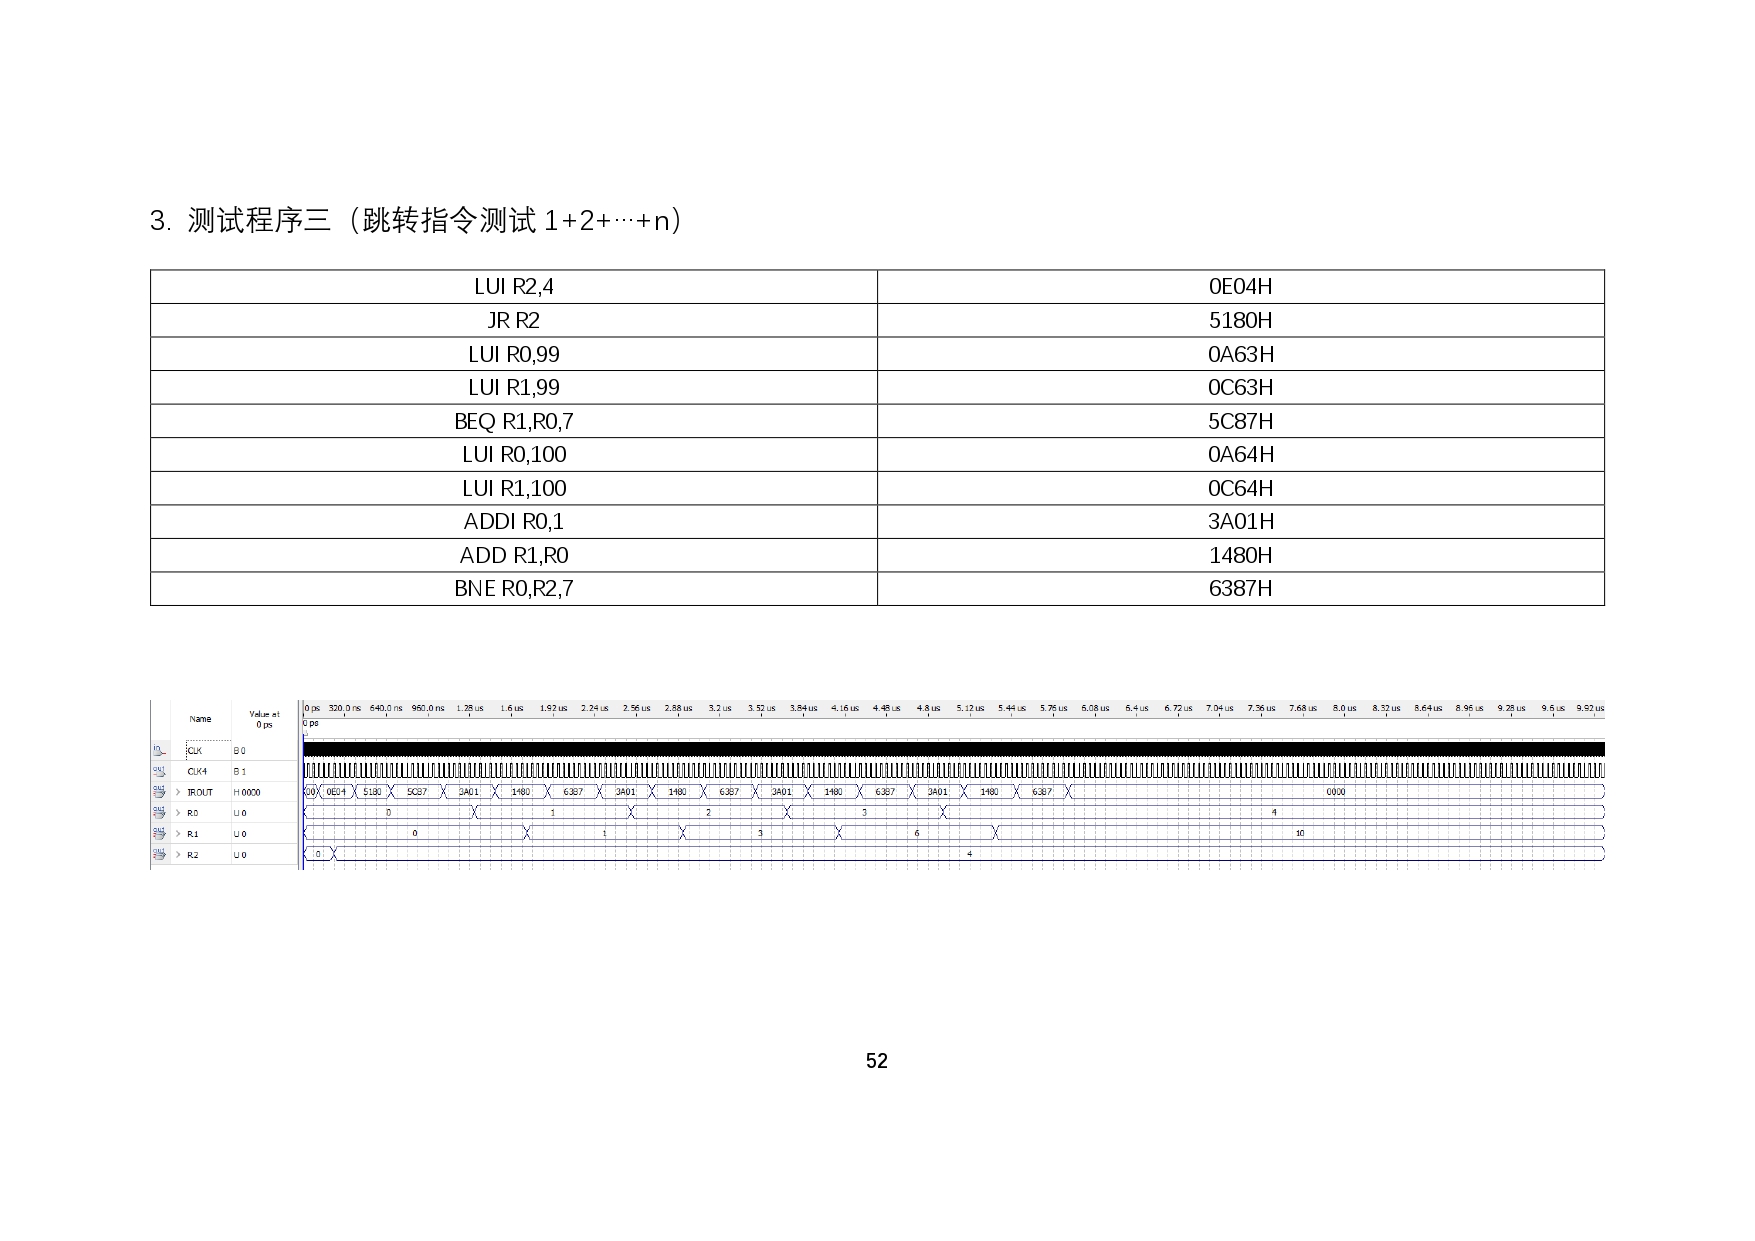 3. 测试程序三（跳转指令测试 1+2+…+n）
LUI R2,4 0E04H
JR R2 5180H
LUI R0,99 0A63H
LUI R1,99 0C63H
BEQ R1,R0,7 5C87H
LUI R0,100 0A64H
LUI R1,100 0C64H
ADDI R0,1 3A01H
ADD R1,R0 1480H
BNE R0,R2,7 6387H
Name Value at 0 ps 0 ps 320.0 ns 640.0 ns 960.0 ns 1.28 us 1.6 us 1.92 us 2.24 us 2.56 us 2.88 us 3.2 us 3.52 us 3.84 us 4.16 us 4.48 us 4.8 us 5.12 us 5.44 us 5.76 us 6.08 us 6.4 us 6.72 us 7.04 us 7.36 us 7.68 us 8.0 us 8.32 us 8.64 us 8.96 us 9.28 us 9.6 us 9.92 us
0 ps
in CLK B 0
out CLK4 B 1
out > IROUT H 0000 00 0E04 5180 5C87 3A01 1480 6387 3A01 1480 6387 3A01 1480 6387 3A01 1480 6387 0000
out > R0 U 0 0 1 2 3 4
out > R1 U 0 0 1 3 6 10
out > R2 U 0 0 4
52